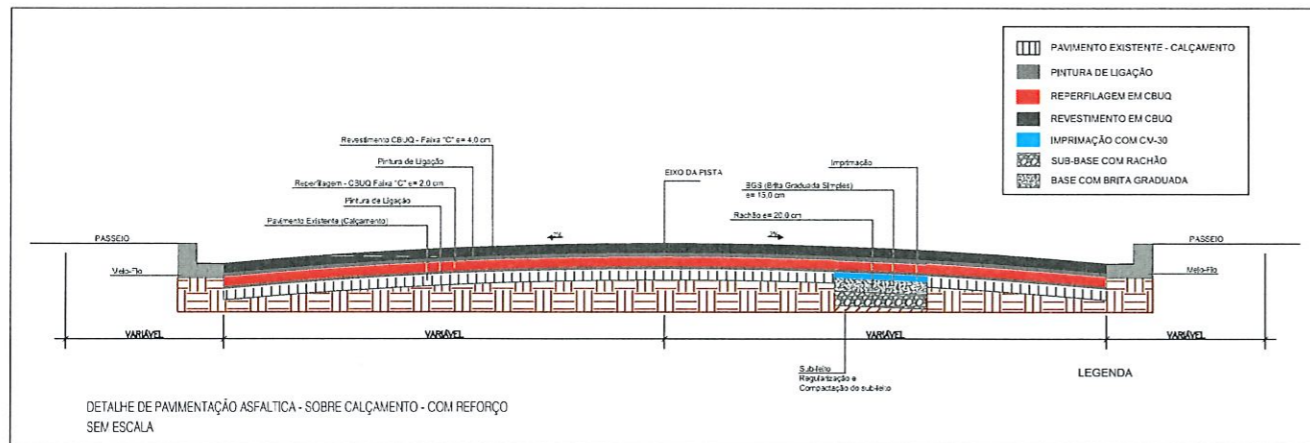 PAVIMENTO EXISTENTE - CALÇAMENTO
PINTURA DE LIGAÇÃO
REPERFILAGEM EM CBUQ
REVESTIMENTO EM CBUQ
IMPRIMAÇÃO COM CM-30
SUB-BASE COM RACHÃO
BASE COM BRITA GRADUADA
Revestimento CBUQ - Faixa "C" e= 4,0 cm
Pintura de Ligação
Reperfilagem - CBUQ Faixa "C" e= 2,0 cm
Pintura de Ligação
Pavimento Existente (Calçamento)
EIXO DA PISTA
Imprimação
BGS (Brita Graduada Simples)
e= 15,0 cm
Rachão e= 20,0 cm
PASSEIO
PASSEIO
Meio-Fio
Meio-Fio
VARIÁVEL
VARIÁVEL
VARIÁVEL
VARIÁVEL
Sub-leito
Regularização e
Compactação do sub-leito
LEGENDA
DETALHE DE PAVIMENTAÇÃO ASFALTICA - SOBRE CALÇAMENTO - COM REFORÇO
SEM ESCALA